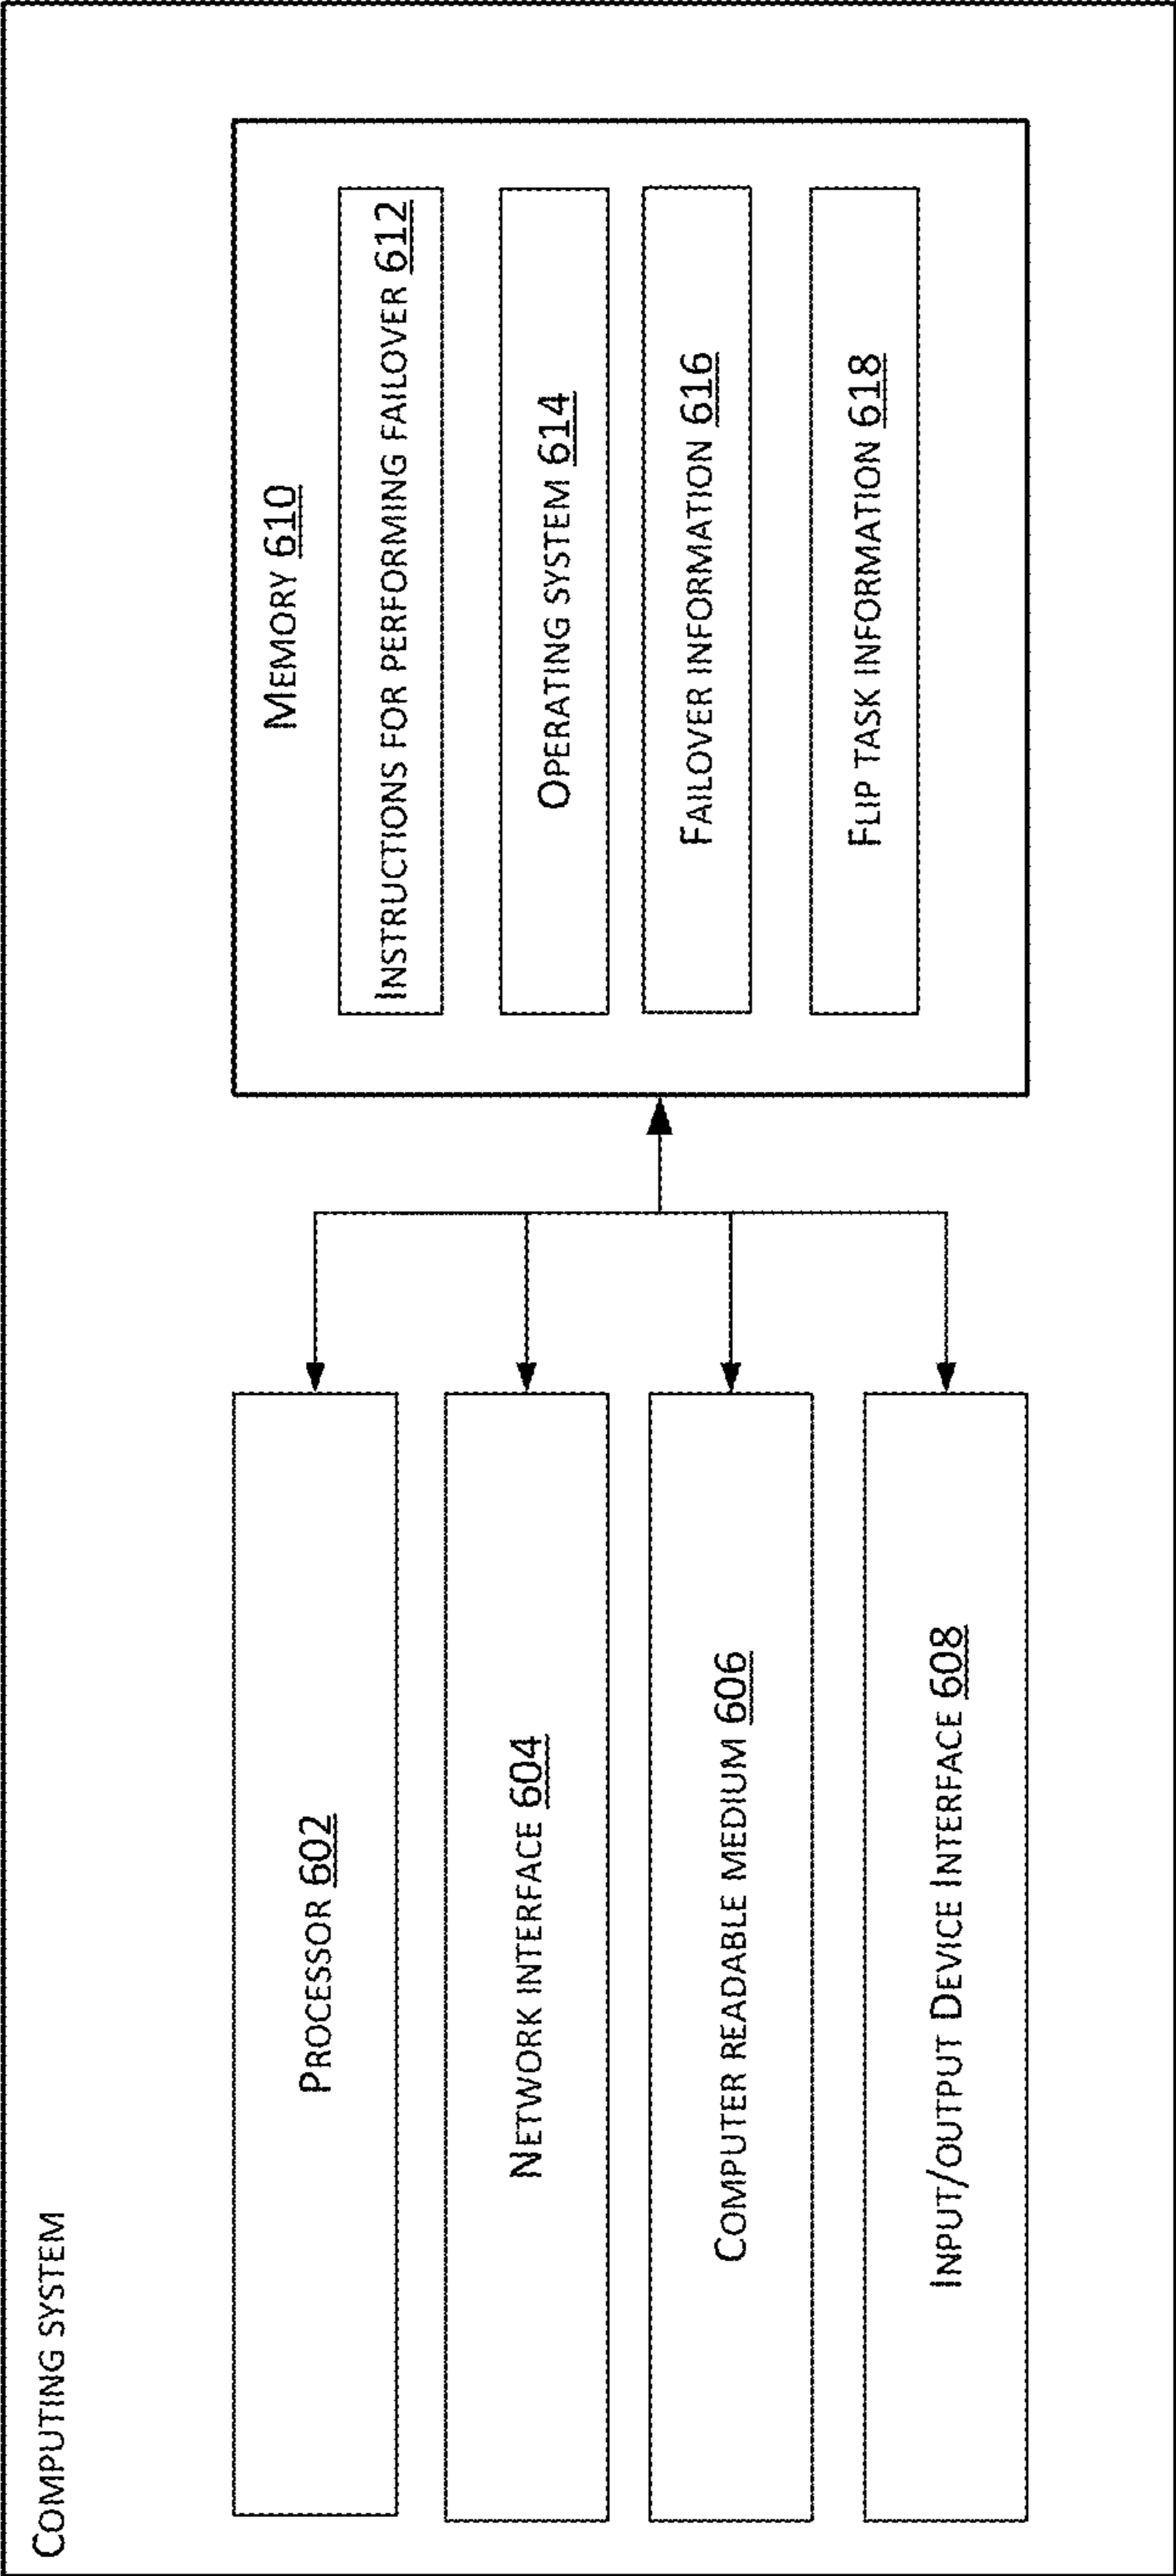 Computing system
Processor 602
Network interface 604
Computer readable medium 606
Input/output Device Interface 608
Memory 610
Instructions for performing failover 612
Operating system 614
Failover information 616
Flip task information 618